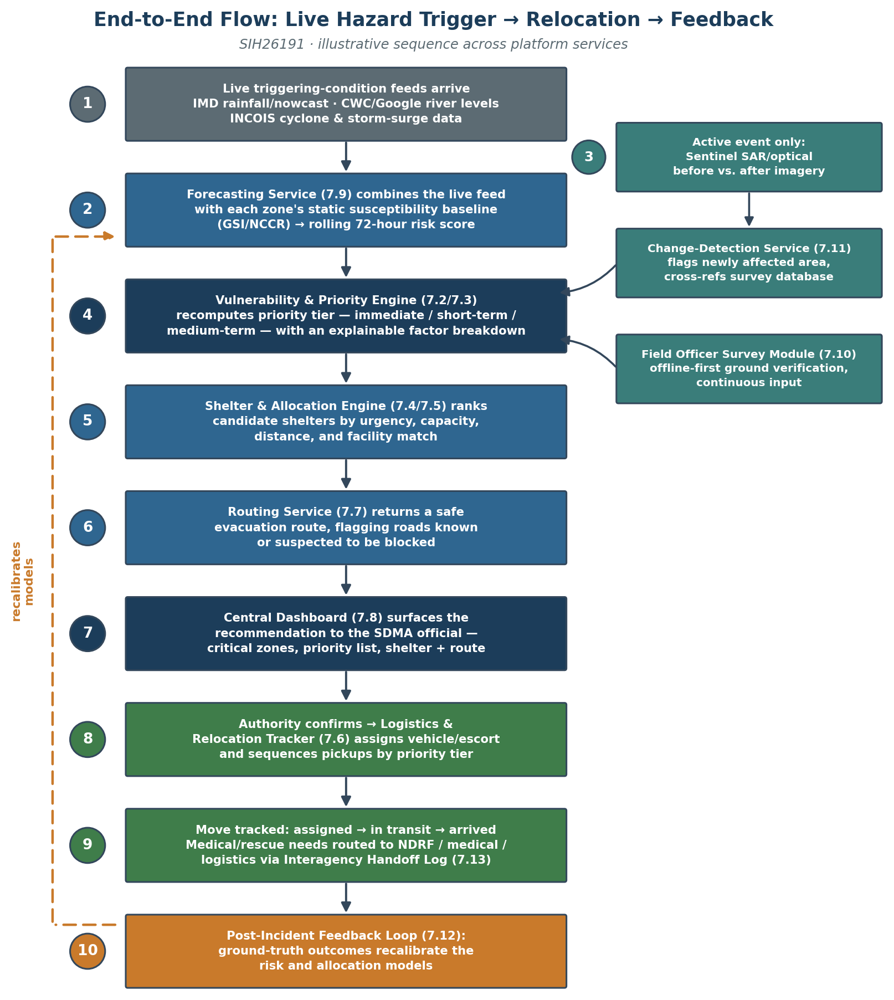 End-to-End Flow: Live Hazard Trigger → Relocation → Feedback
SIH26191 · illustrative sequence across platform services
1
Live triggering-condition feeds arrive
IMD rainfall/nowcast · CWC/Google river levels
INCOIS cyclone & storm-surge data
2
Forecasting Service (7.9) combines the live feed
with each zone's static susceptibility baseline
(GSI/NCCR) → rolling 72-hour risk score
3
Active event only:
Sentinel SAR/optical
before vs. after imagery
Change-Detection Service (7.11)
flags newly affected area,
cross-refs survey database
4
Vulnerability & Priority Engine (7.2/7.3)
recomputes priority tier — immediate / short-term /
medium-term — with an explainable factor breakdown
Field Officer Survey Module (7.10)
offline-first ground verification,
continuous input
5
Shelter & Allocation Engine (7.4/7.5) ranks
candidate shelters by urgency, capacity,
distance, and facility match
6
Routing Service (7.7) returns a safe
evacuation route, flagging roads known
or suspected to be blocked
recalibrates
models
7
Central Dashboard (7.8) surfaces the
recommendation to the SDMA official —
critical zones, priority list, shelter + route
8
Authority confirms → Logistics &
Relocation Tracker (7.6) assigns vehicle/escort
and sequences pickups by priority tier
9
Move tracked: assigned → in transit → arrived
Medical/rescue needs routed to NDRF / medical /
logistics via Interagency Handoff Log (7.13)
10
Post-Incident Feedback Loop (7.12):
ground-truth outcomes recalibrate the
risk and allocation models